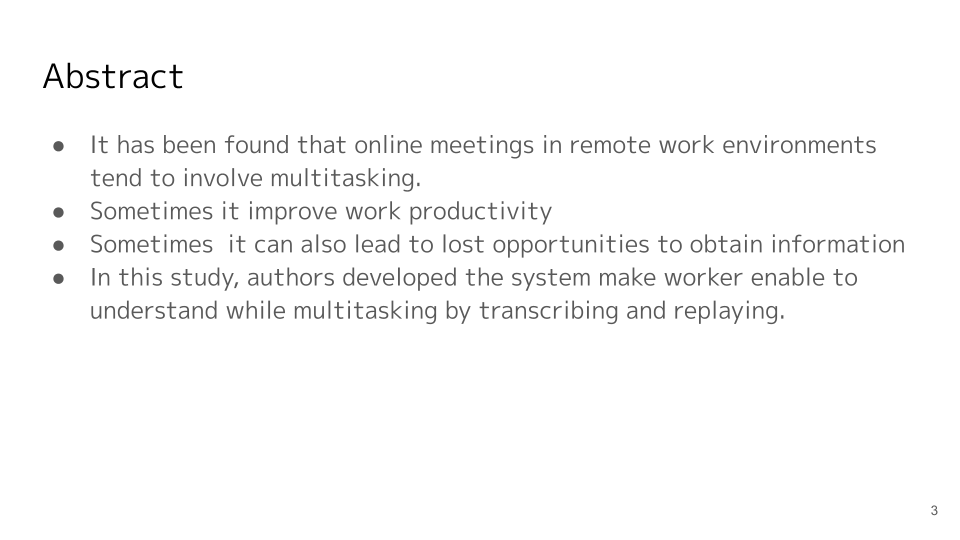 Abstract
● It has been found that online meetings in remote work environments
tend to involve multitasking.
● Sometimes it improve work productivity
● Sometimes  it can also lead to lost opportunities to obtain information
● In this study, authors developed the system make worker enable to
understand while multitasking by transcribing and replaying.
3